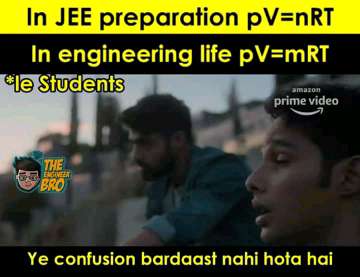 In JEE preparation pV=nRT
In engineering life pV=mRT
*le Students
amazon
prime video
THE
ENGINEER
BRO
Ye confusion bardaast nahi hota hai